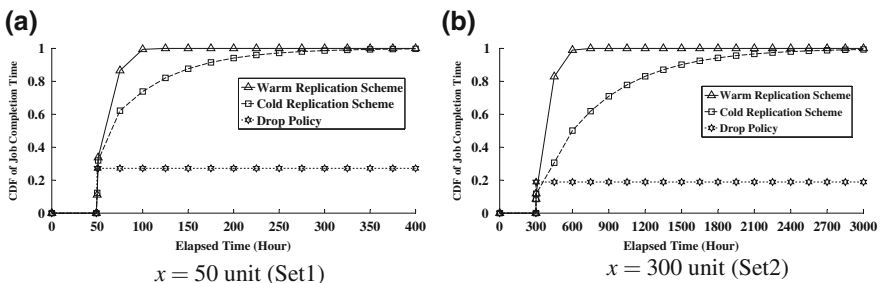 (a)
CDF of Job Completion Time
1
0.8
0.6
0.4
0.2
0
Warm Replication Scheme
Cold Replication Scheme
Drop Policy
0 50 100 150 200 250 300 350 400
Elapsed Time (Hour)
x = 50 unit (Set1)
(b)
CDF of Job Completion Time
1
0.8
0.6
0.4
0.2
0
Warm Replication Scheme
Cold Replication Scheme
Drop Policy
0 300 600 900 1200 1500 1800 2100 2400 2700 3000
Elapsed Time (Hour)
x = 300 unit (Set2)